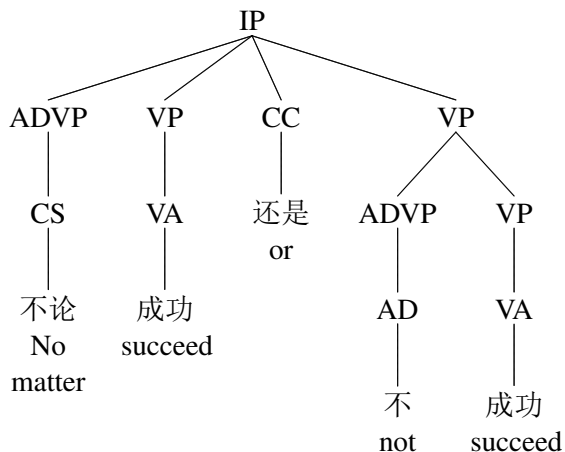 IP
ADVP VP CC VP
CS VA 还是 ADVP VP
or
不论 成功 AD VA
No succeed
matter
不 成功
not succeed